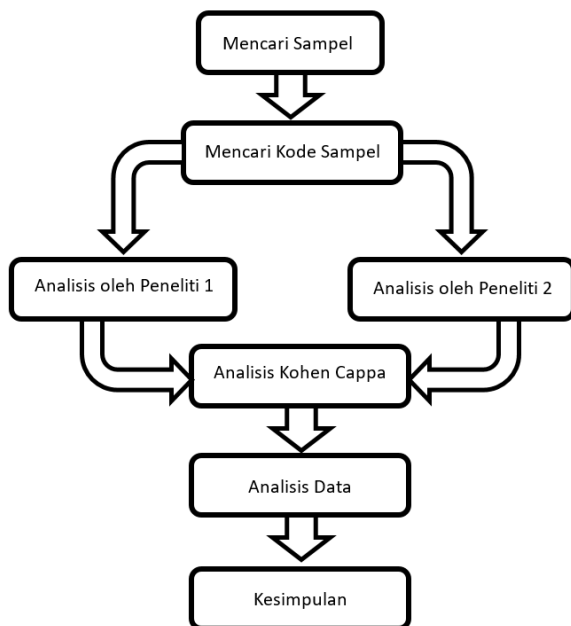 Mencari Sampel
Mencari Kode Sampel
Analisis oleh Peneliti 1
Analisis oleh Peneliti 2
Analisis Kohen Cappa
Analisis Data
Kesimpulan